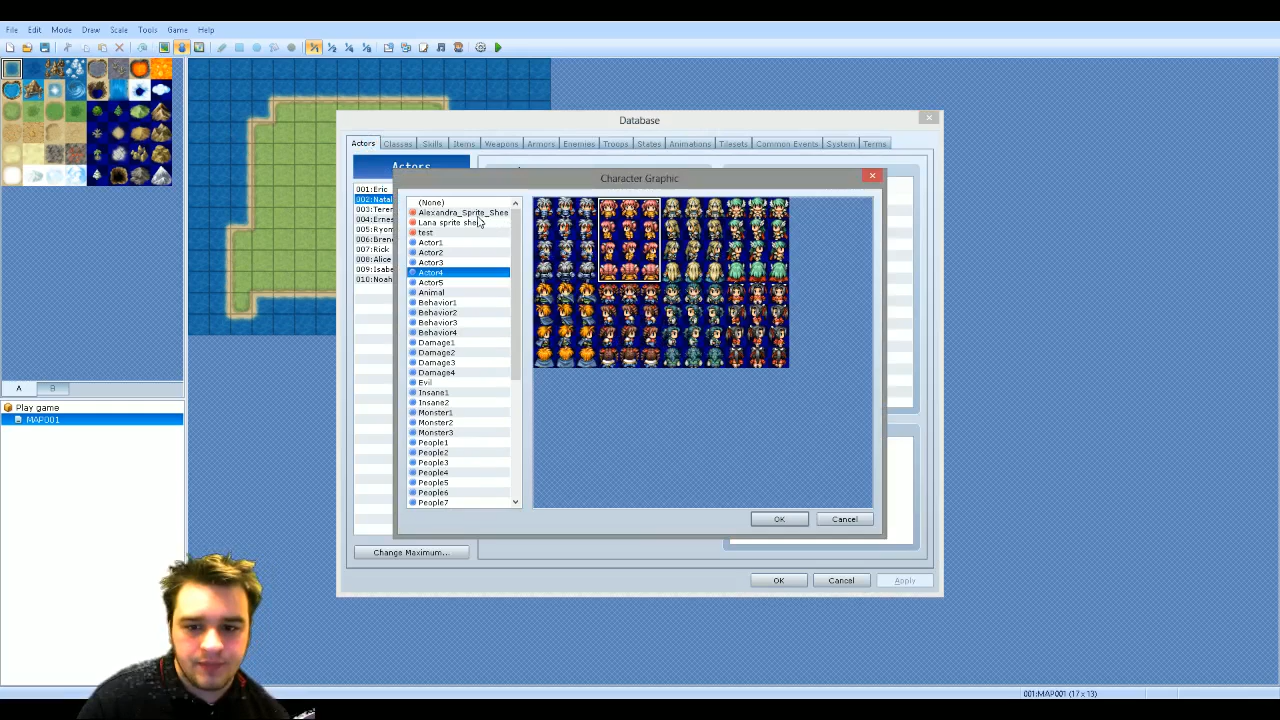 File Edit Mode Draw Scale Tools Game Help
Database
Actors Classes Skills Items Weapons Armors Enemies Troops States Animations Tilesets Common Events System Terms
Actors
Character Graphic
001:Eric
002:Natal
003:Teren
004:Ernes
005:Ryom
006:Bren
007:Rick
008:Alice
009:Isabe
010:Noah
(None)
Alexandra_Sprite_Shee
Lana sprite shee
test
Actor1
Actor2
Actor3
Actor4
Actor5
Animal
Behavior1
Behavior2
Behavior3
Behavior4
Damage1
Damage2
Damage3
Damage4
Evil
Insane1
Insane2
Monster1
Monster2
Monster3
People1
People2
People3
People4
People5
People6
People7
OK Cancel
Change Maximum...
OK Cancel Apply
A B
Play game
MAP001
001:MAP001 (17 x 13)